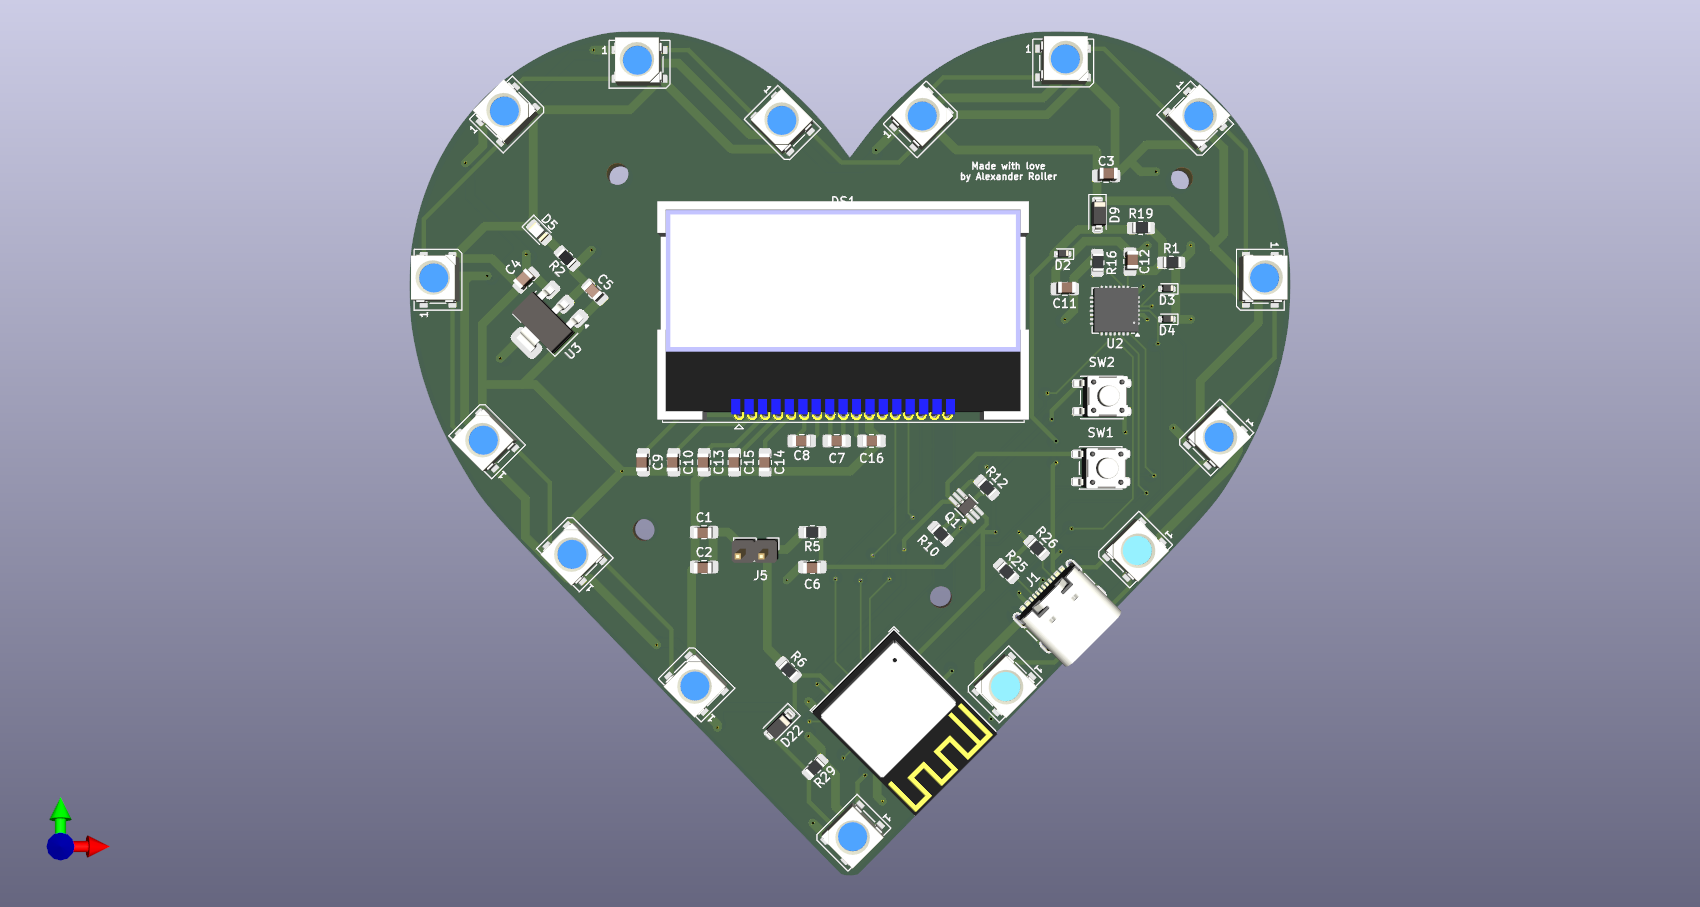 1
1
1
1
1
1
Made with love
by Alexander Roller
C3
DS1
D5
D9
R19
R2
C4
C5
D2
R16
C12
R1
1
1
C11
D3
D4
U2
U3
SW2
1
SW1
C8
C7
C16
C9
C10
C13
C15
C14
1
R12
Q1
R10
C1
R5
R26
1
C2
J5
C6
R25
J1
1
R6
1
1
D22
R29
1